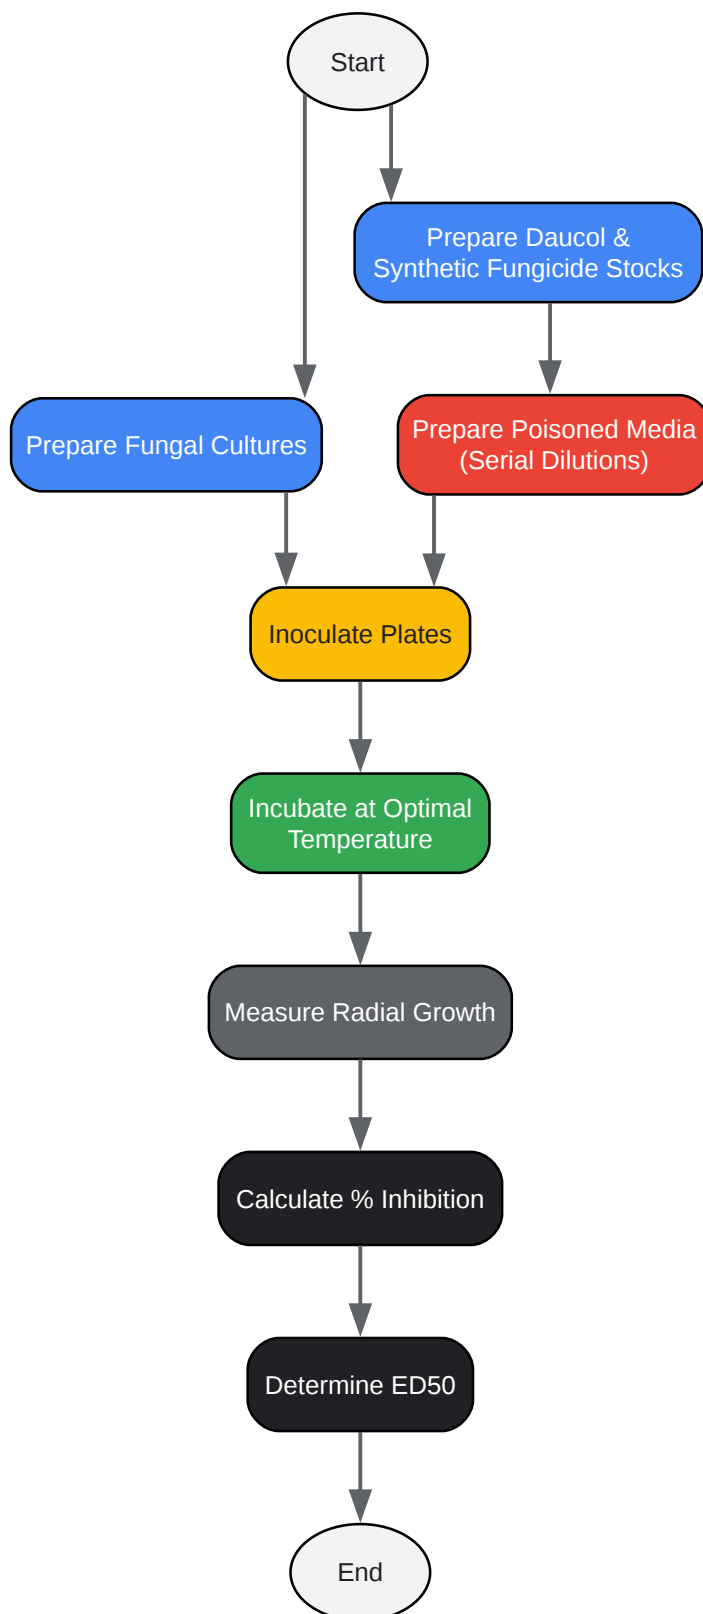 Start
Prepare Daucol &
Synthetic Fungicide Stocks
Prepare Fungal Cultures
Prepare Poisoned Media
(Serial Dilutions)
Inoculate Plates
Incubate at Optimal
Temperature
Measure Radial Growth
Calculate % Inhibition
Determine ED50
End